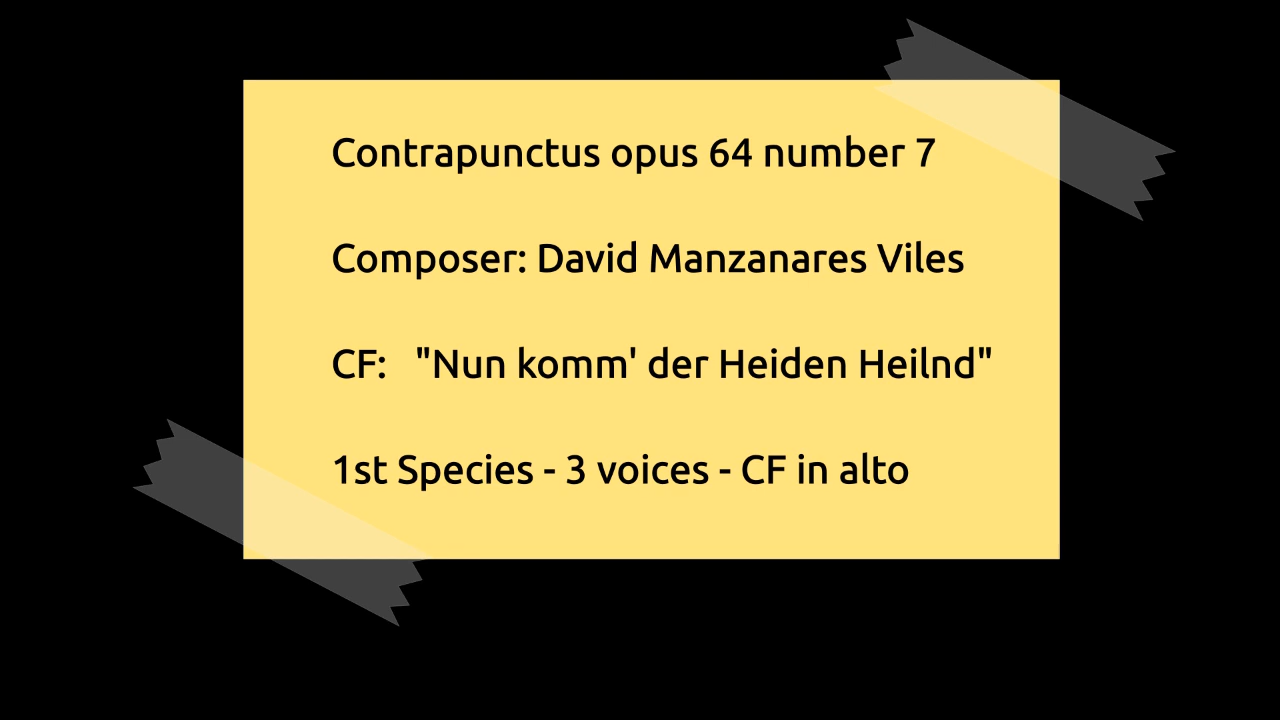 Contrapunctus opus 64 number 7
Composer: David Manzanares Viles
CF: "Nun komm' der Heiden Heilnd"
1st Species - 3 voices - CF in alto